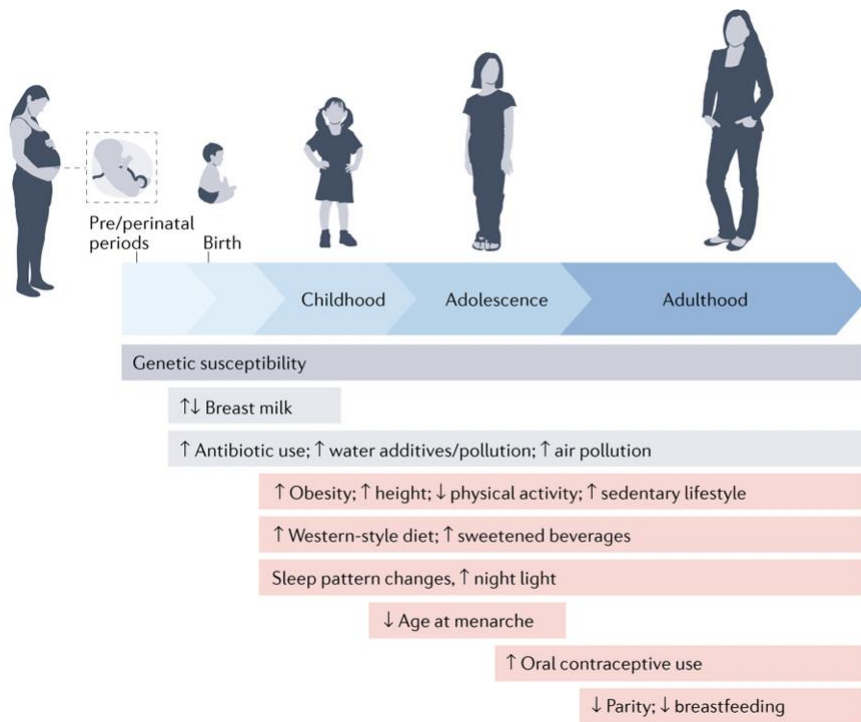 Pre/perinatal
periods
Birth
Childhood
Adolescence
Adulthood
Genetic susceptibility
↑↓ Breast milk
↑ Antibiotic use; ↑ water additives/pollution; ↑ air pollution
↑ Obesity; ↑ height; ↓ physical activity; ↑ sedentary lifestyle
↑ Western-style diet; ↑ sweetened beverages
Sleep pattern changes, ↑ night light
↓ Age at menarche
↑ Oral contraceptive use
↓ Parity; ↓ breastfeeding